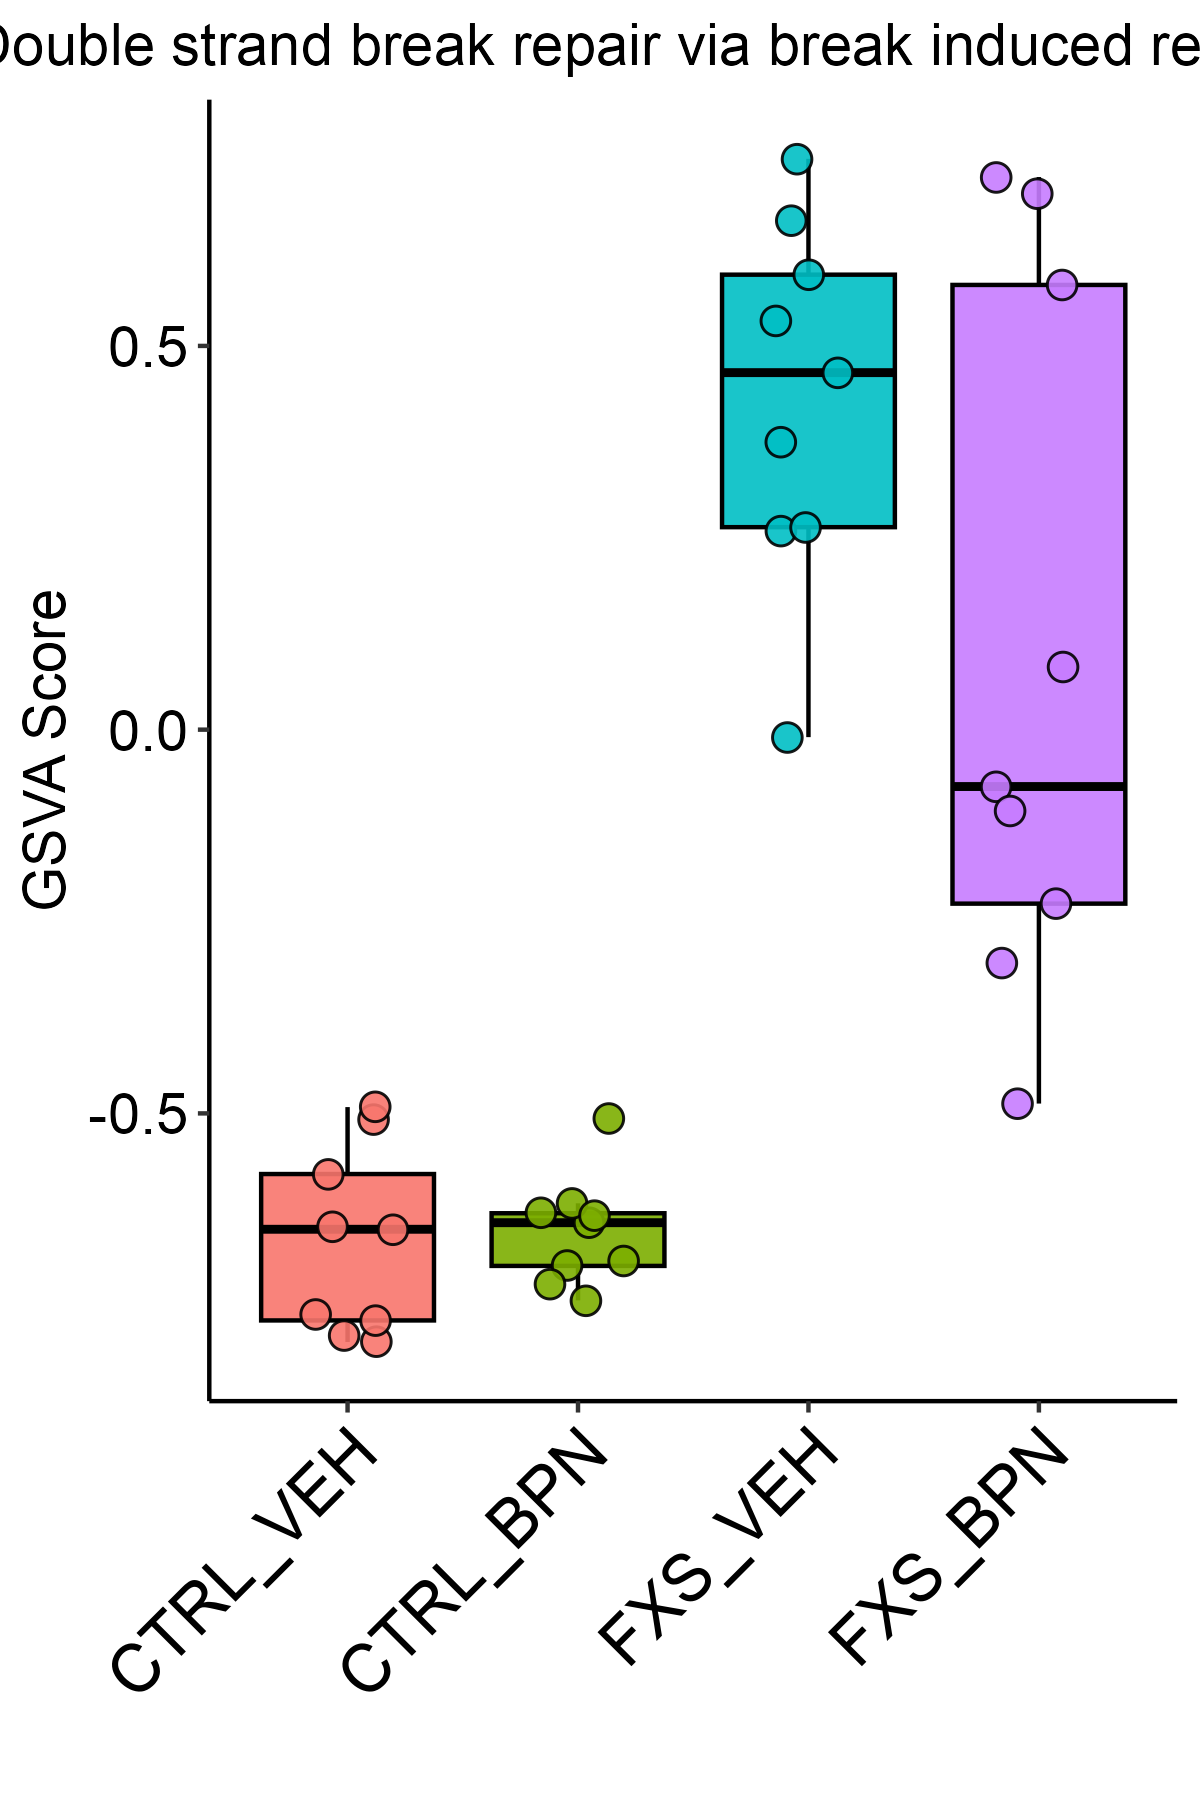 Double strand break repair via break induced re
GSVA Score
0.5
0.0
-0.5
CTRL_VEH
CTRL_BPN
FXS_VEH
FXS_BPN